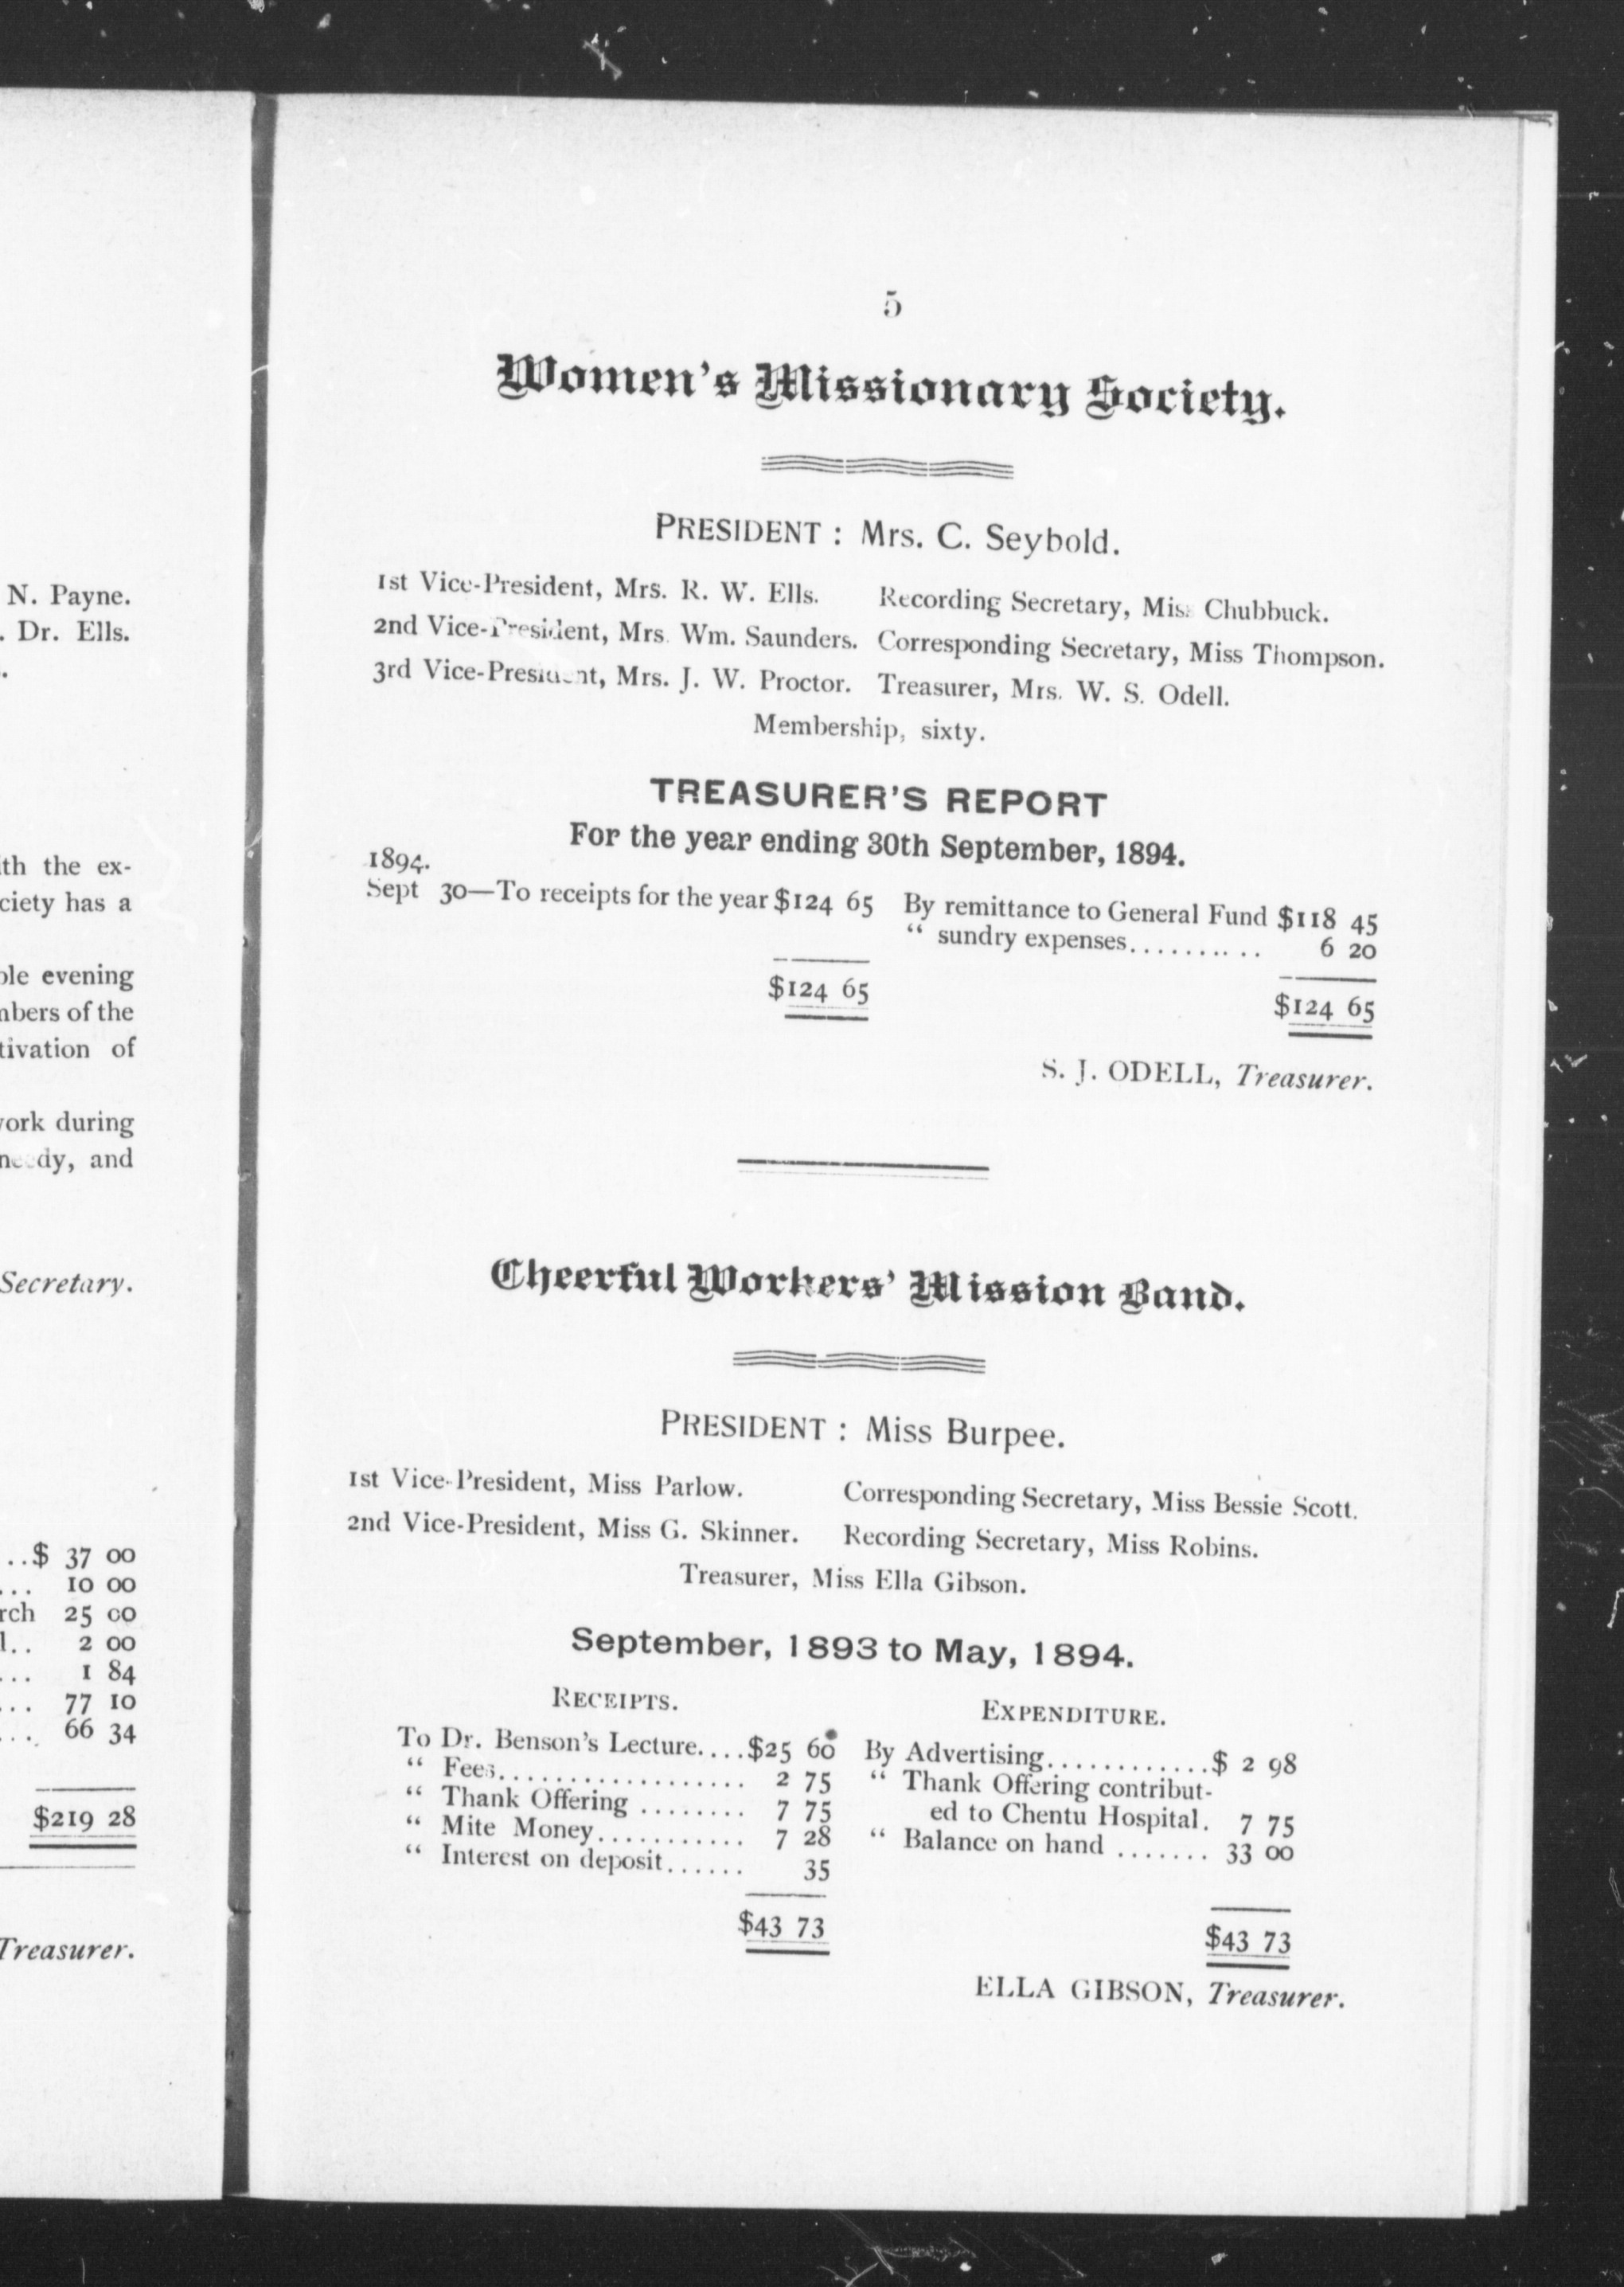 N. Payne.
. Dr. Ells.
ith the ex-
ciety has a
ble evening
mbers of the
tivation of
work during
needy, and
Secretary.
..$ 37 00
... 10 00
rch 25 00
l.. 2 00
... 1 84
... 77 10
... 66 34
$219 28
Treasurer.
5
Women's Missionary Society.
PRESIDENT : Mrs. C. Seybold.
1st Vice-President, Mrs. R. W. Ells. Recording Secretary, Miss Chubbuck.
2nd Vice-President, Mrs. Wm. Saunders. Corresponding Secretary, Miss Thompson.
3rd Vice-President, Mrs. J. W. Proctor. Treasurer, Mrs. W. S. Odell.
Membership, sixty.
TREASURER'S REPORT
For the year ending 30th September, 1894.
1894.
Sept 30—To receipts for the year $124 65 By remittance to General Fund $118 45
“ sundry expenses.......... 6 20
$124 65 $124 65
S. J. ODELL, Treasurer.
Cheerful Workers' Mission Band.
PRESIDENT : Miss Burpee.
1st Vice-President, Miss Parlow. Corresponding Secretary, Miss Bessie Scott.
2nd Vice-President, Miss G. Skinner. Recording Secretary, Miss Robins.
Treasurer, Miss Ella Gibson.
September, 1893 to May, 1894.
RECEIPTS. EXPENDITURE.
To Dr. Benson's Lecture....$25 60 By Advertising............$ 2 98
“ Fees.................. 2 75 “ Thank Offering contribut-
“ Thank Offering ........ 7 75 ed to Chentu Hospital. 7 75
“ Mite Money........... 7 28 “ Balance on hand ....... 33 00
“ Interest on deposit...... 35
$43 73 $43 73
ELLA GIBSON, Treasurer.